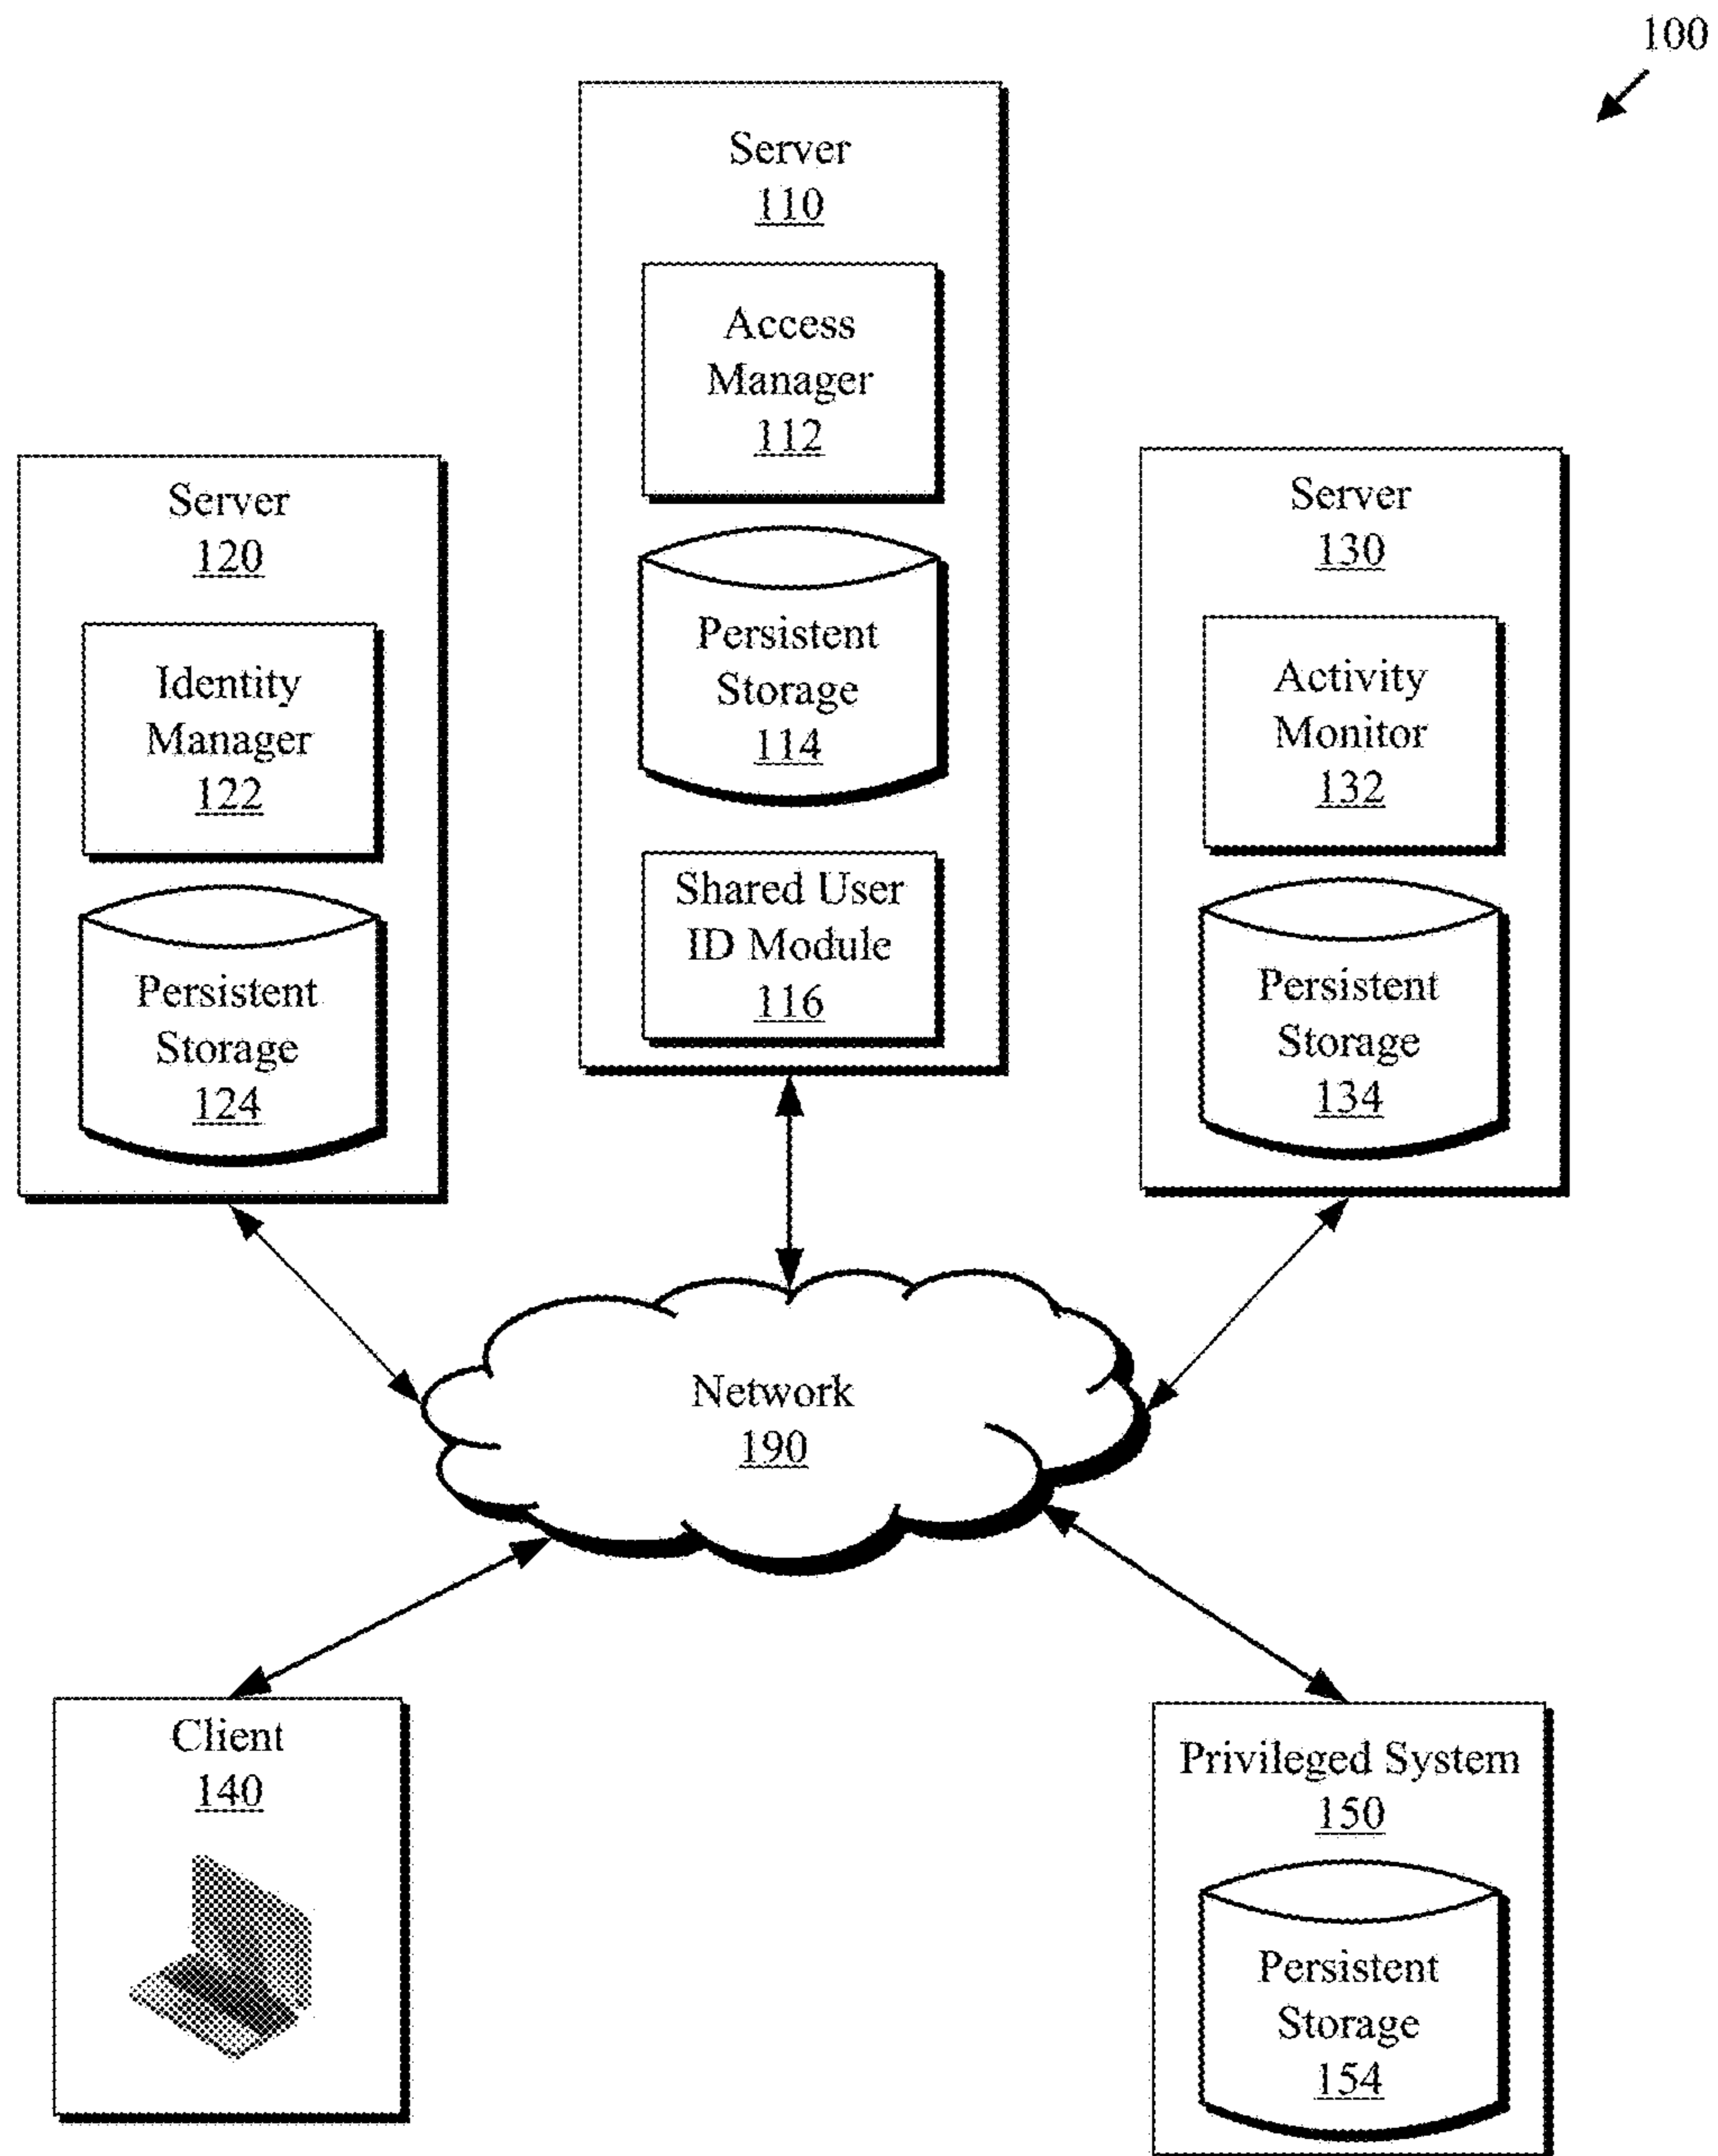 100
Server
110
Access
Manager
112
Persistent
Storage
114
Shared User
ID Module
116
Server
120
Identity
Manager
122
Persistent
Storage
124
Server
130
Activity
Monitor
132
Persistent
Storage
134
Network
190
Client
140
Privileged System
150
Persistent
Storage
154